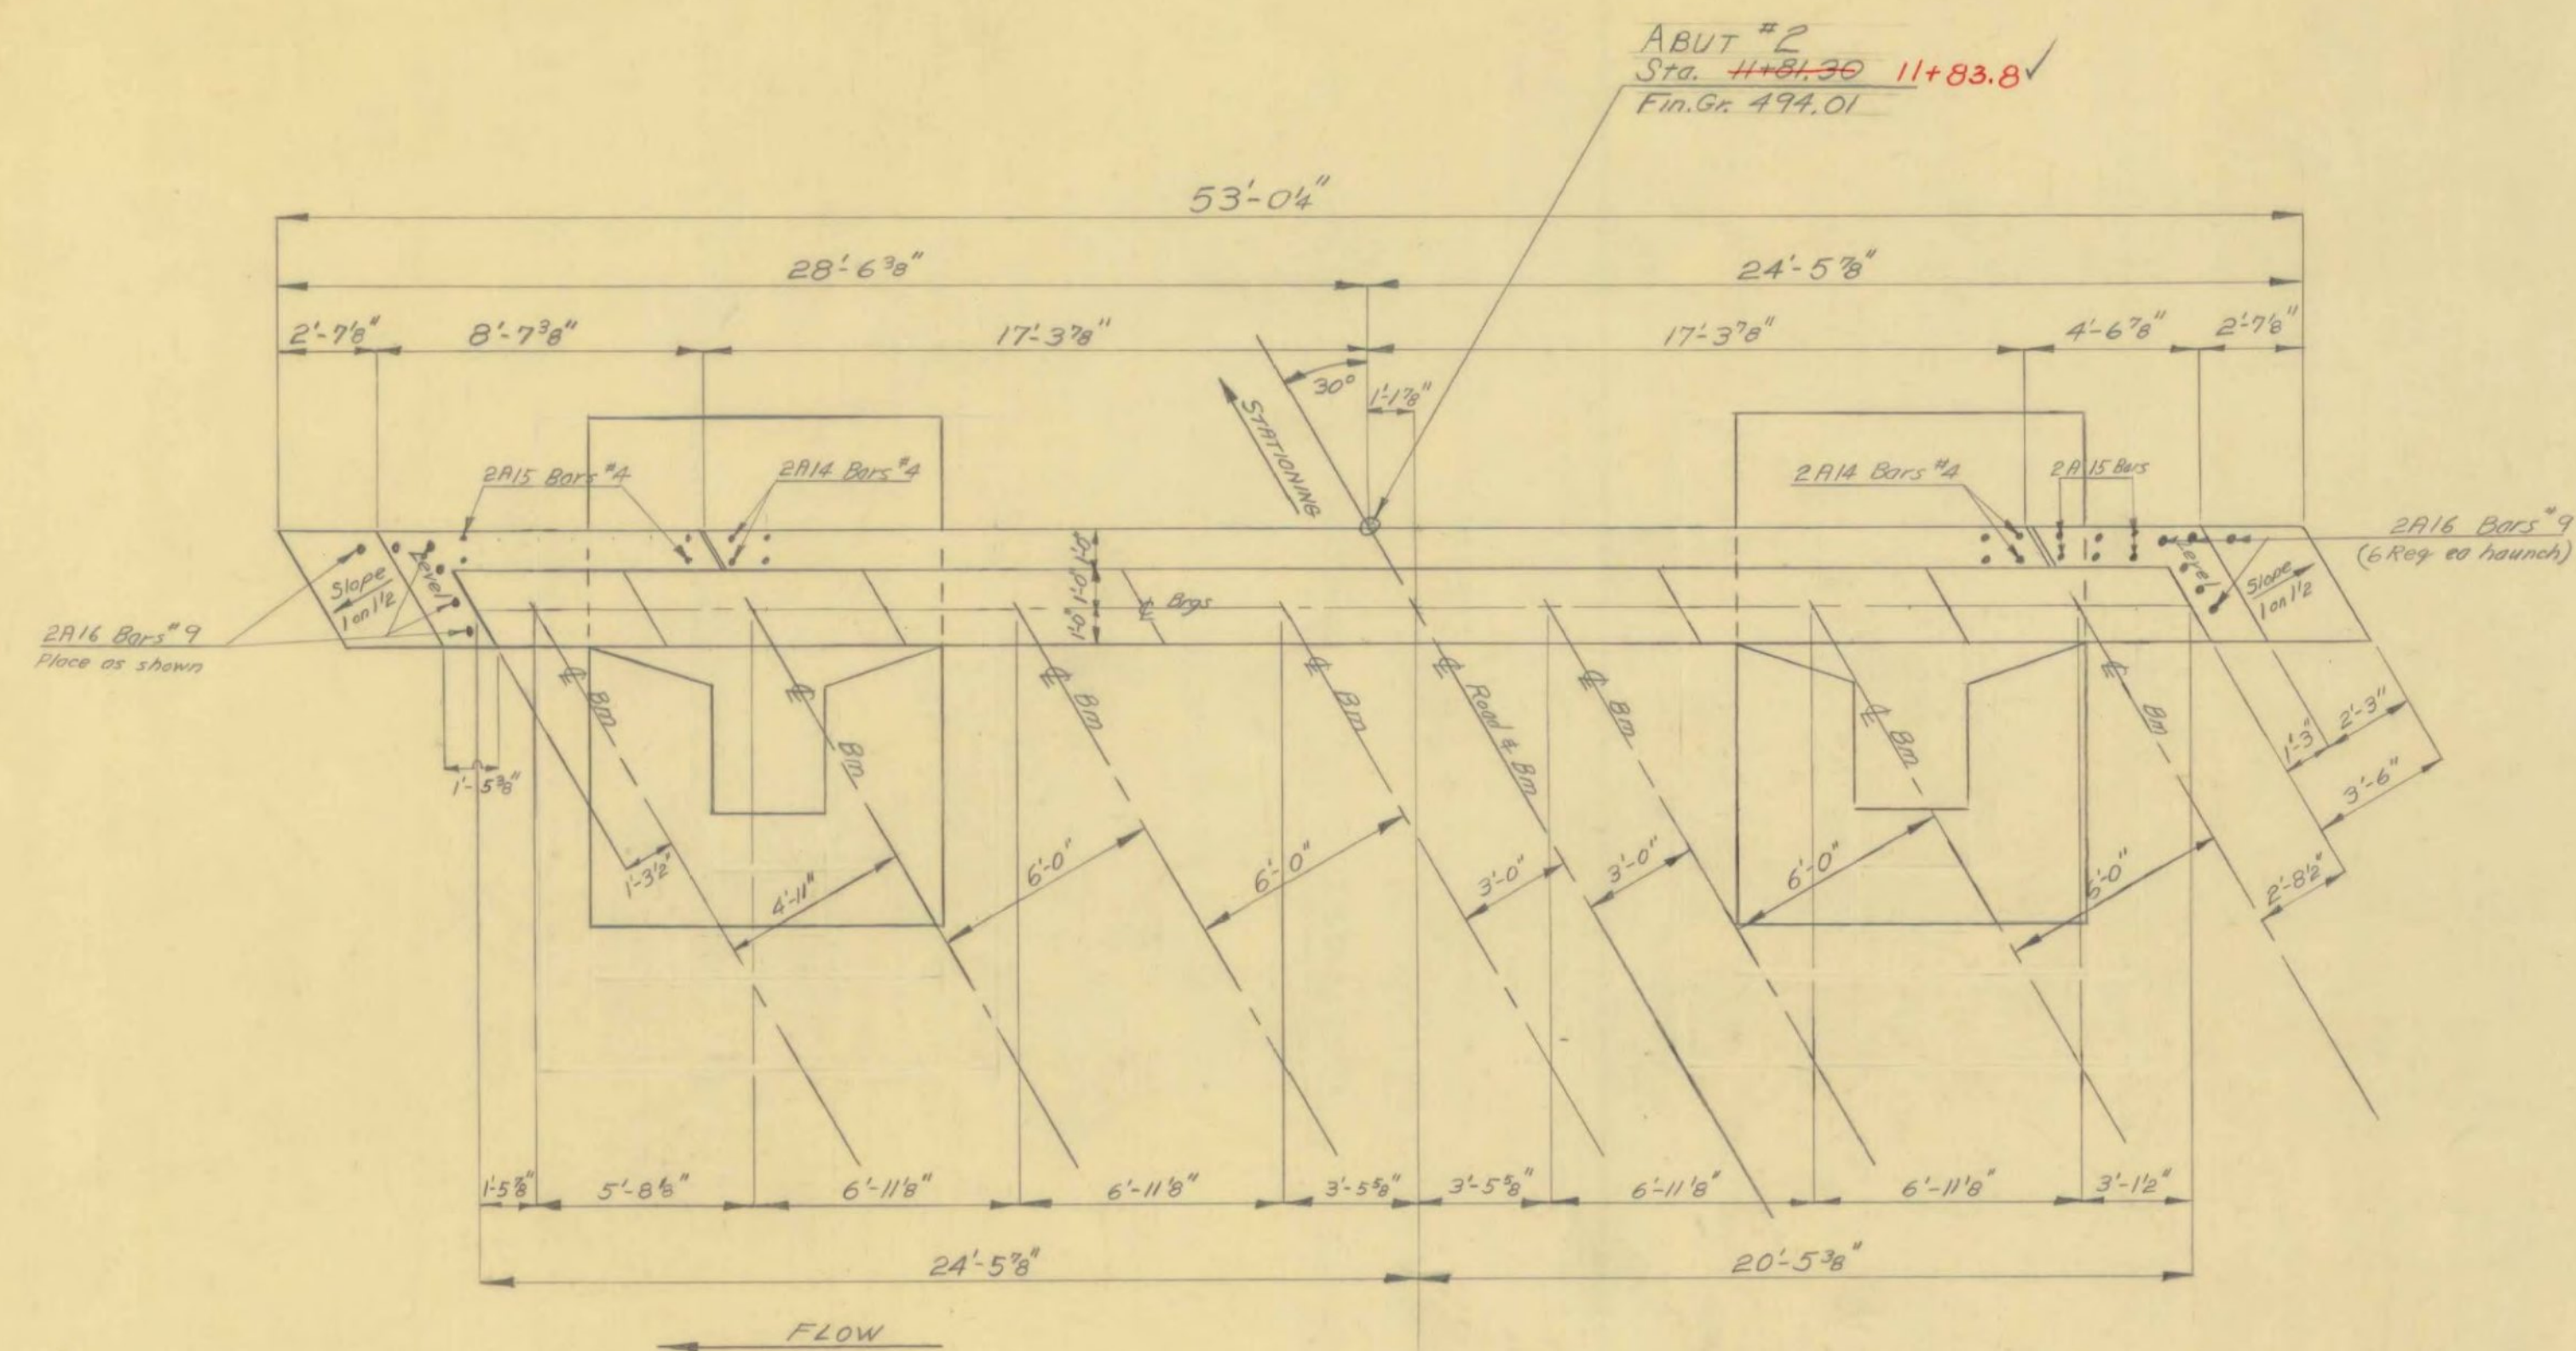 ABUT #2
Sta. 11+81.30 11+83.8✓
Fin.Gr. 494.01
53'-0¼"
28'-6⅜"
24'-5⅞"
2'-7⅛"
8'-7⅜"
17'-3⅞"
17'-3⅞"
4'-6⅞"
2'-7⅛"
30°
1'-1⅞"
STATIONING
2A15 Bars #4
2A14 Bars #4
2A14 Bars #4
2A15 Bars
2A16 Bars #9
(6 Req ea haunch)
Slope
1 on 1½
Level
1'-0"
1'-0"
1'-0"
℄ Brgs
Level
Slope
1 on 1½
2A16 Bars #9
Place as shown
℄ Bm
℄ Bm
℄ Bm
℄ Bm
℄ Road & Bm
℄ Bm
℄ Bm
℄ Bm
1'-5⅜"
1'-3½"
4'-11"
6'-0"
6'-0"
3'-0"
3'-0"
6'-0"
6'-0"
1'-3"
2'-3"
3'-6"
2'-8½"
1'-5⅞"
5'-8⅛"
6'-11⅛"
6'-11⅛"
3'-5⅝"
3'-5⅝"
6'-11⅛"
6'-11⅛"
3'-1½"
24'-5⅞"
20'-5⅜"
FLOW